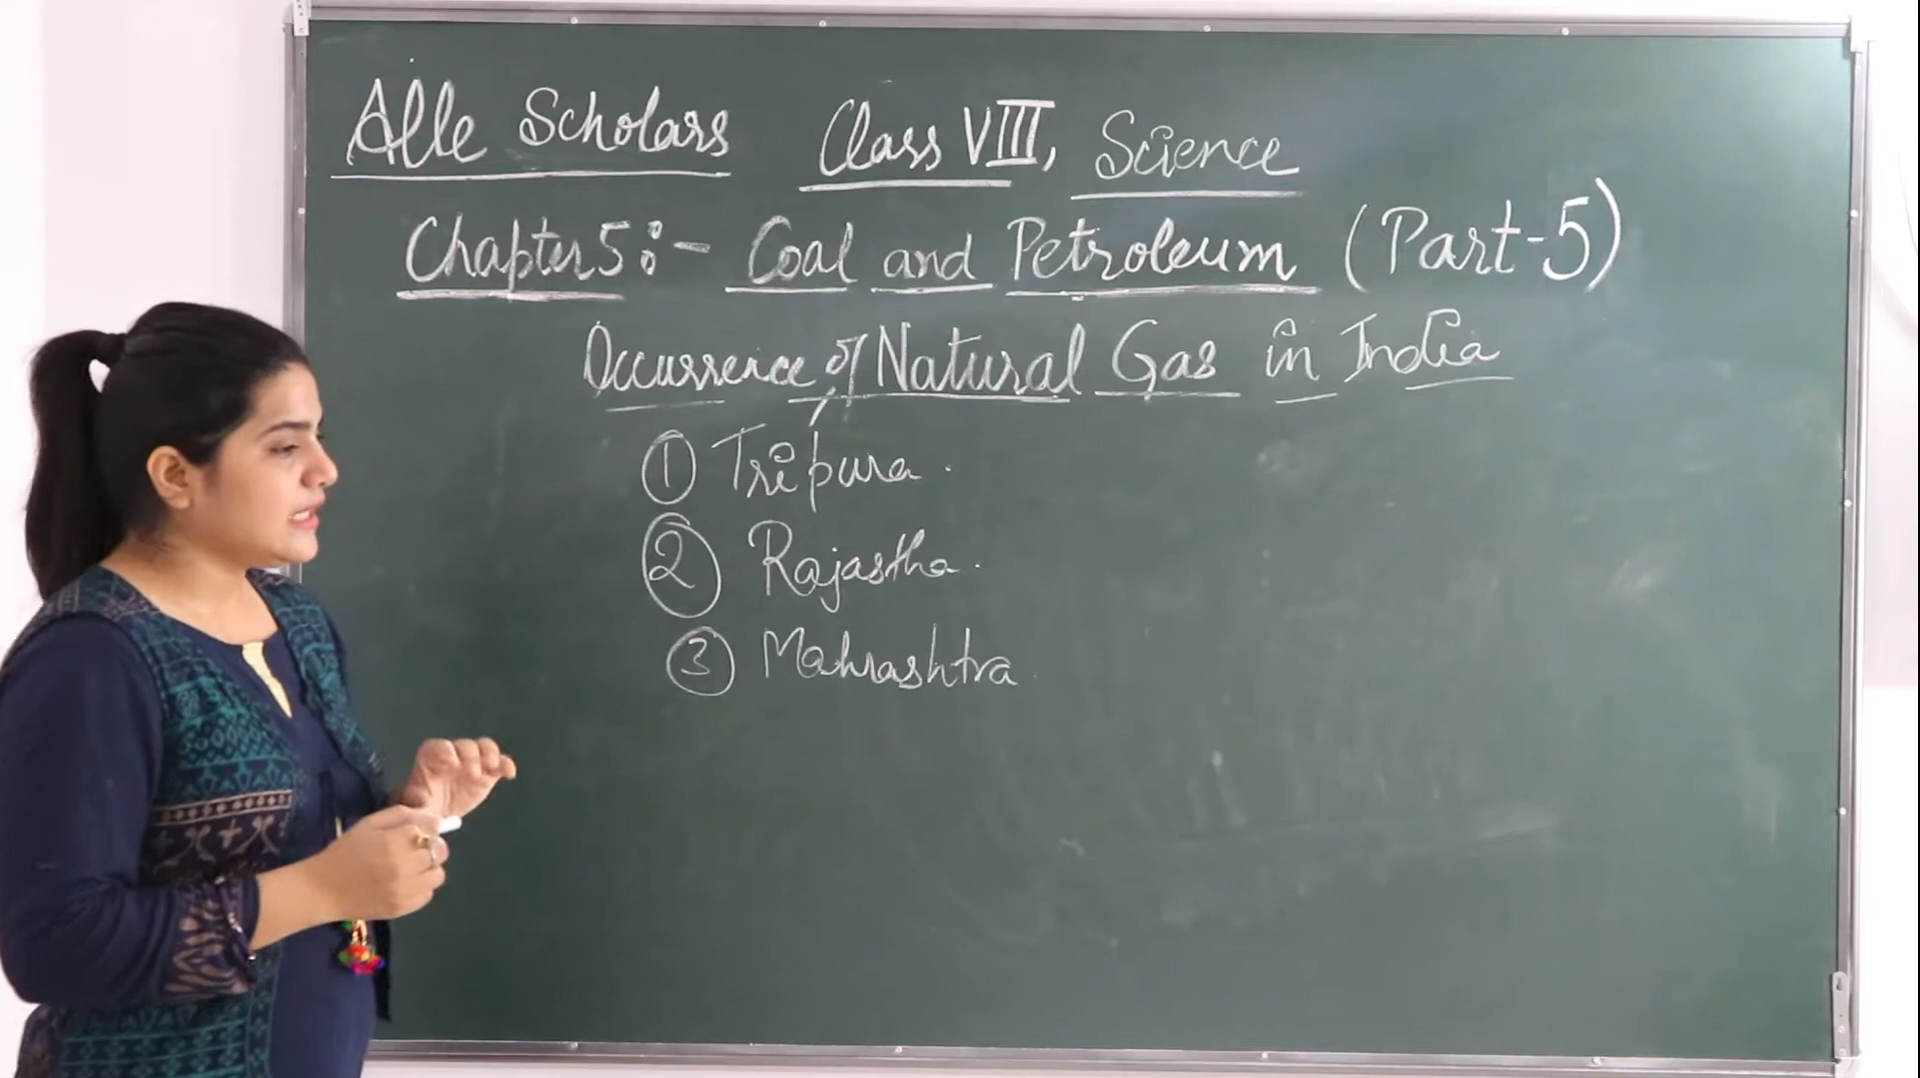 Alle Scholars Class VIII, Science
Chapter 5:- Coal and Petroleum (Part-5)
Occurrence of Natural Gas in India
1 Tripura.
2 Rajastha.
3 Mahrashtra.